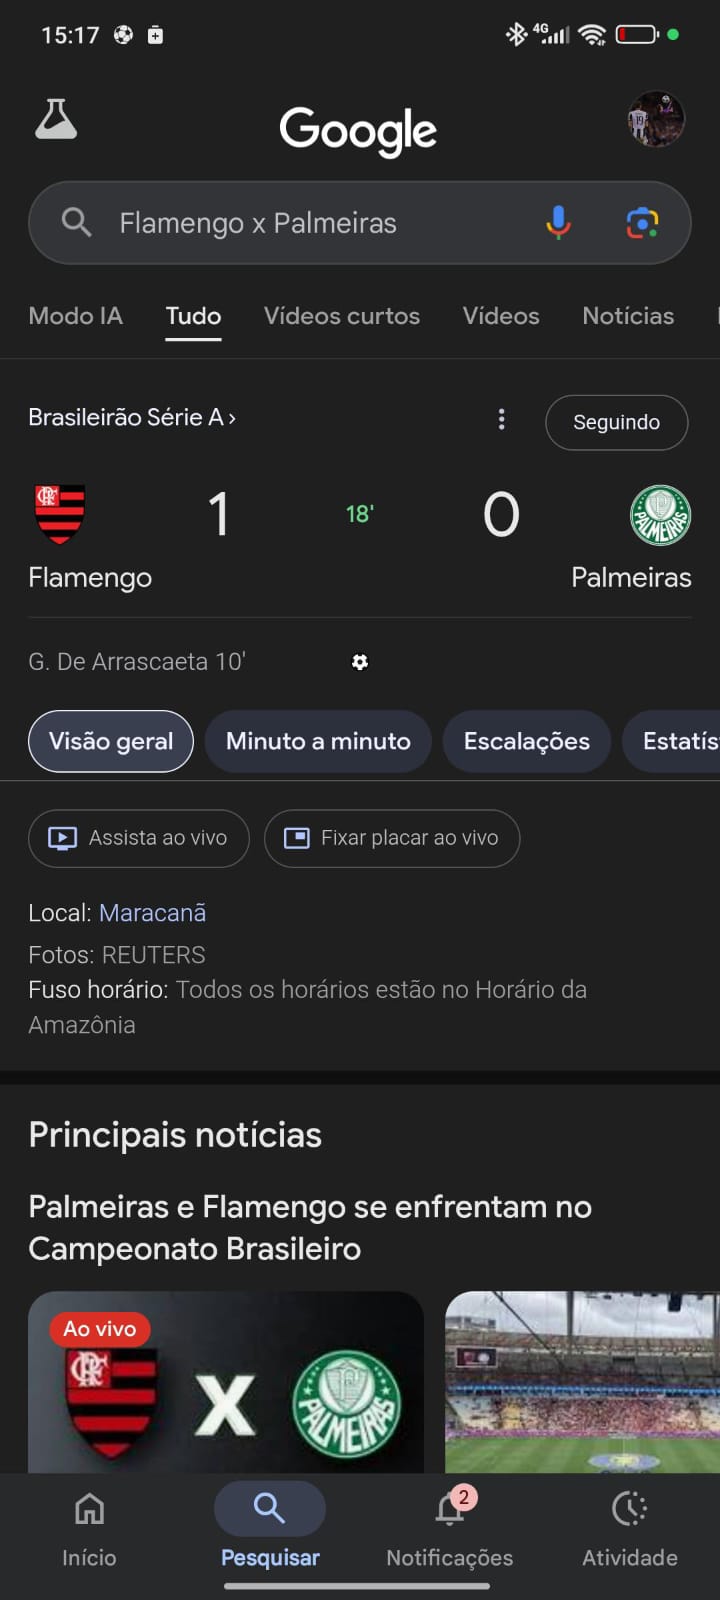 15:17
4G
Google
Flamengo x Palmeiras
Modo IA Tudo Vídeos curtos Vídeos Notícias
Brasileirão Série A ›
Seguindo
1 18' 0
Flamengo Palmeiras
G. De Arrascaeta 10'
Visão geral Minuto a minuto Escalações Estatís
Assista ao vivo Fixar placar ao vivo
Local: Maracanã
Fotos: REUTERS
Fuso horário: Todos os horários estão no Horário da
Amazônia
Principais notícias
Palmeiras e Flamengo se enfrentam no
Campeonato Brasileiro
Ao vivo
X
PALMEIRAS
2
Início Pesquisar Notificações Atividade